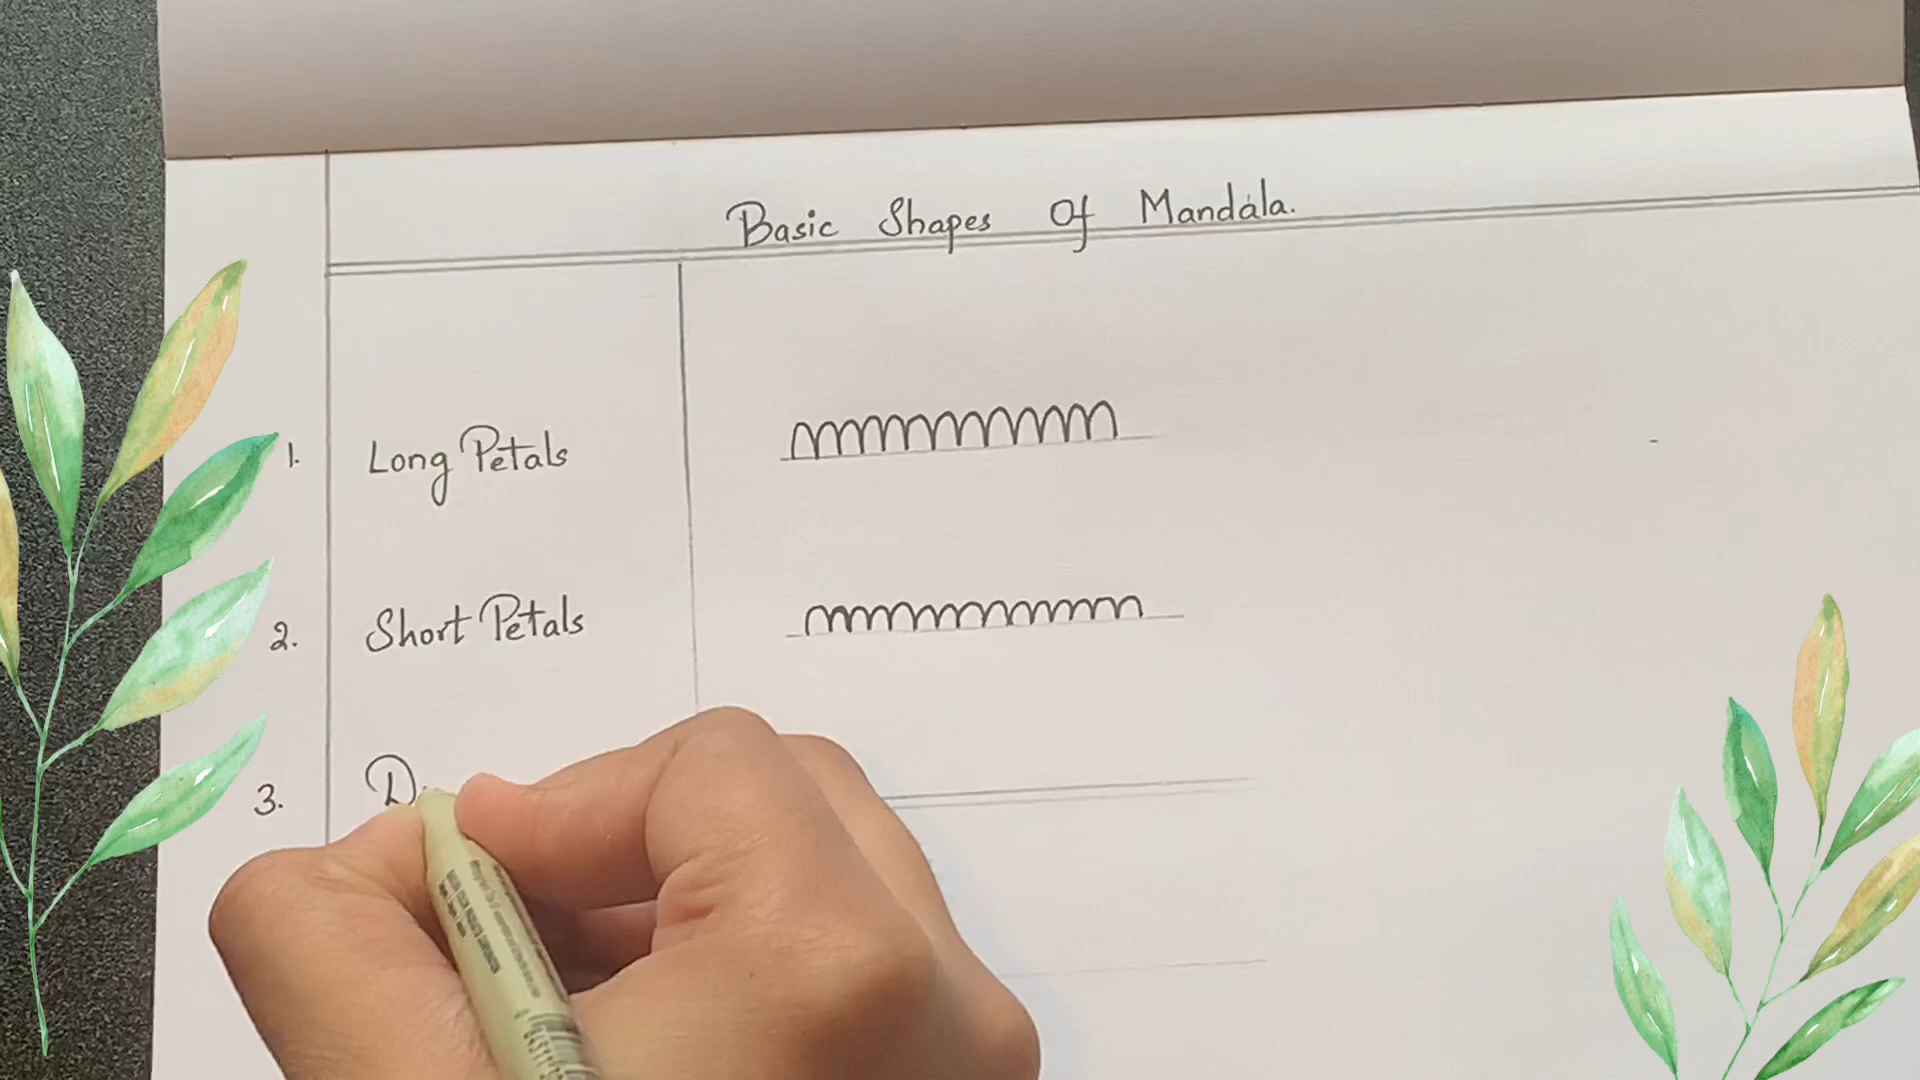 Basic Shapes Of Mandala.
1. Long Petals
2. Short Petals
3. D